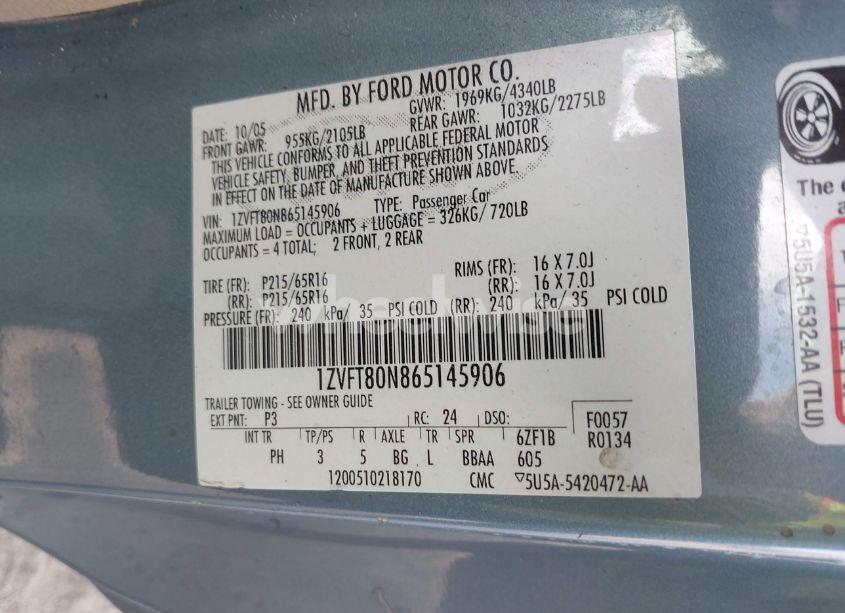 MFD. BY FORD MOTOR CO.
DATE: 10/05 GVWR: 1969KG/4340LB
FRONT GAWR: 955KG/2105LB REAR GAWR: 1032KG/2275LB
THIS VEHICLE CONFORMS TO ALL APPLICABLE FEDERAL MOTOR
VEHICLE SAFETY, BUMPER, AND THEFT PREVENTION STANDARDS
IN EFFECT ON THE DATE OF MANUFACTURE SHOWN ABOVE.
VIN: 1ZVFT80N865145906 TYPE: Passenger Car
MAXIMUM LOAD = OCCUPANTS + LUGGAGE = 326KG/720LB
OCCUPANTS = 4 TOTAL; 2 FRONT, 2 REAR
TIRE (FR): P215/65R16 RIMS (FR): 16 X 7.0J
(RR): P215/65R16 (RR): 16 X 7.0J
PRESSURE (FR): 240 kPa/ 35 PSI COLD (RR): 240 kPa/ 35 PSI COLD
wheelwise
1ZVFT80N865145906
TRAILER TOWING - SEE OWNER GUIDE
EXT PNT: P3 RC: 24 DSO: F0057
INT TR TP/PS R AXLE TR SPR 6ZF1B R0134
PH 3 5 BG L BBAA 605
1200510218170 CMC ▽5U5A-5420472-AA
The
▽5U5A-1532-AA (TLU)